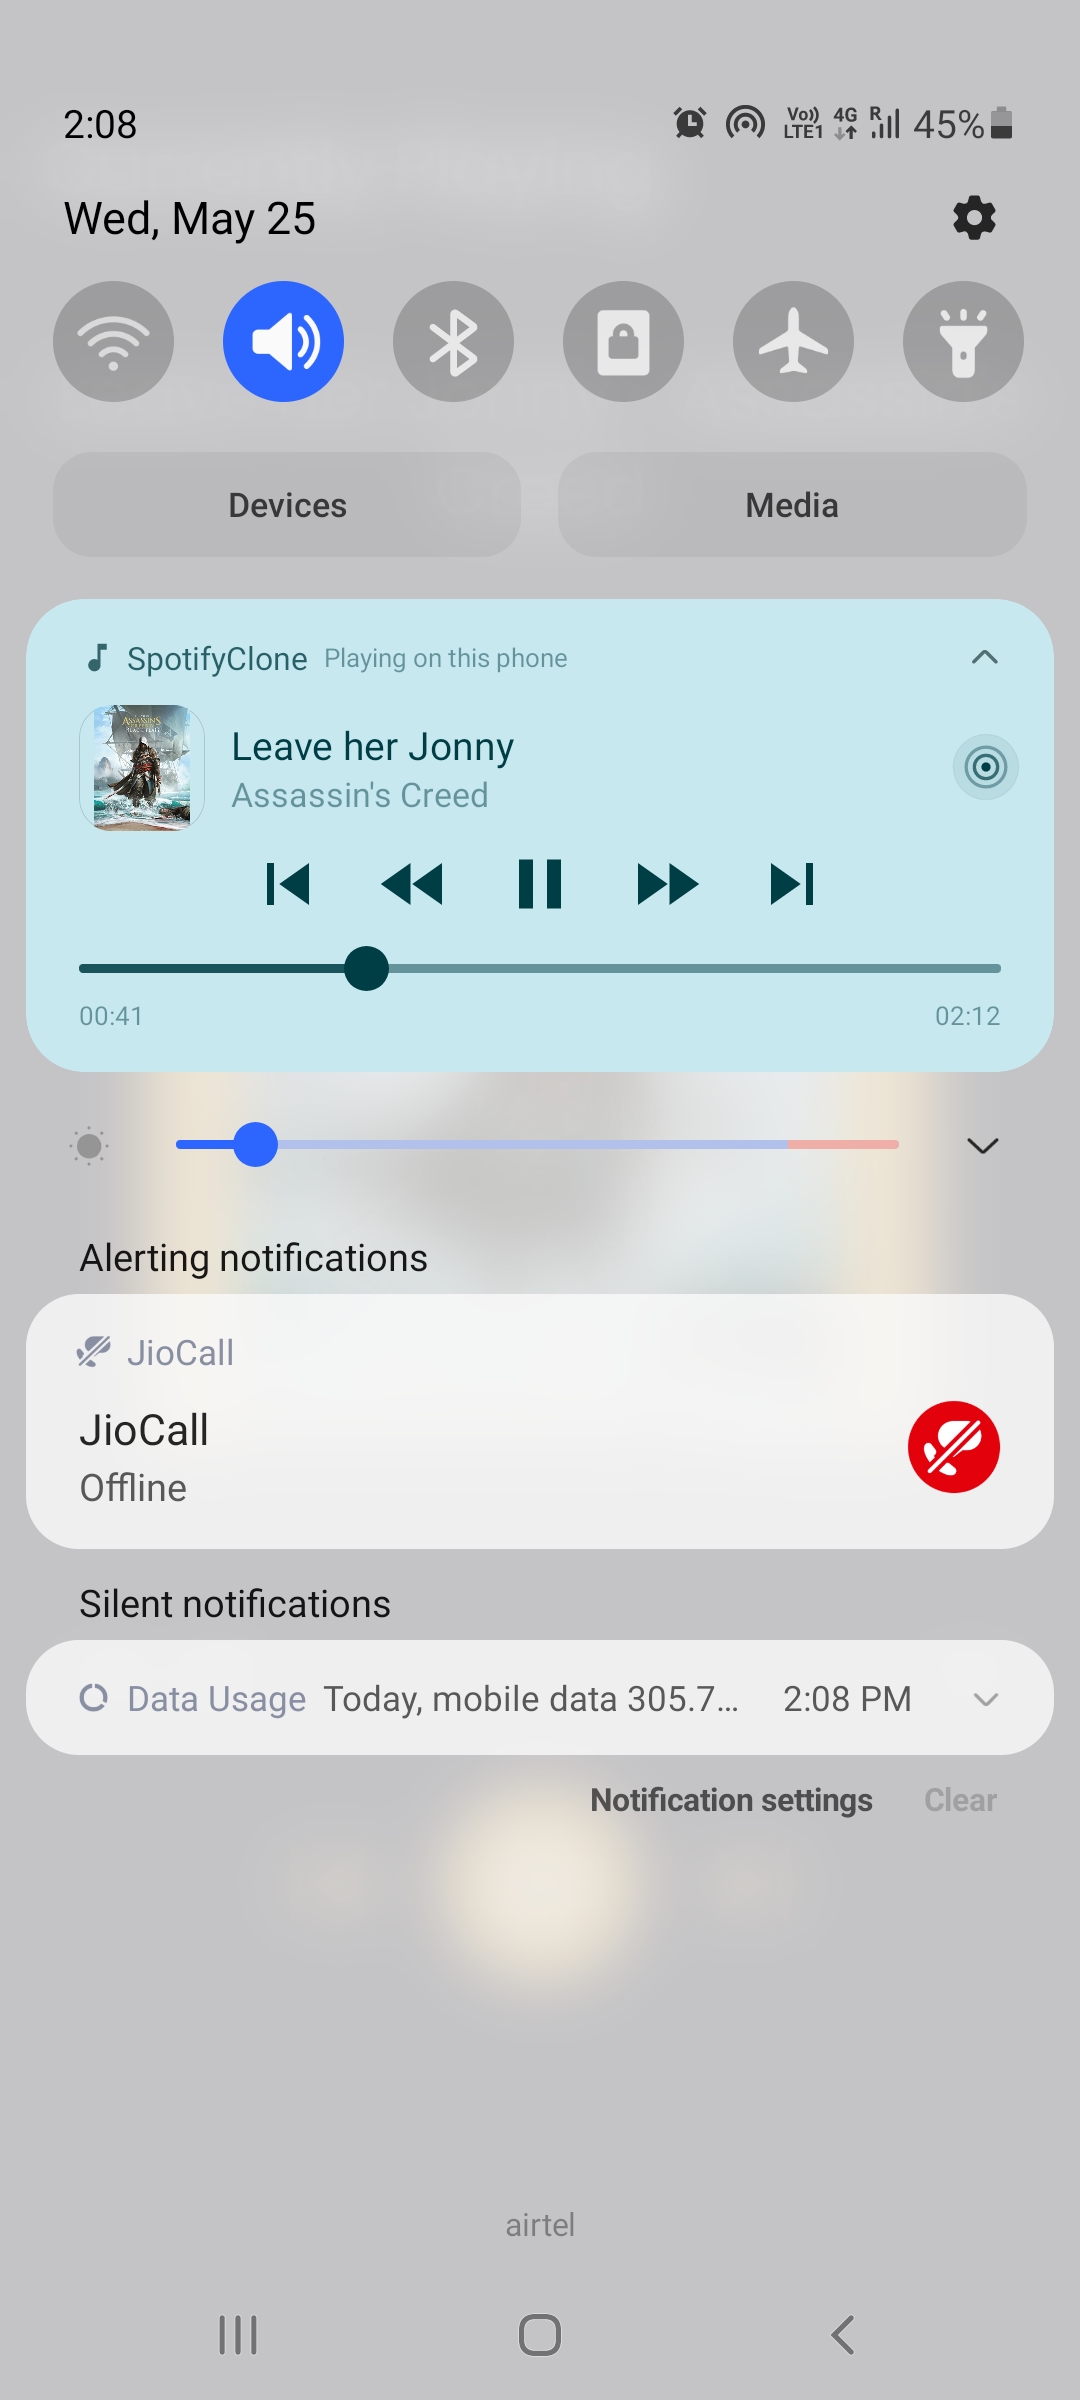 2:08
Vo)) LTE1 4G R 45%
Wed, May 25
Devices
Media
SpotifyClone Playing on this phone
ASSASSIN'S
Leave her Jonny
Assassin's Creed
00:41
02:12
Alerting notifications
JioCall
JioCall
Offline
Silent notifications
Data Usage Today, mobile data 305.7... 2:08 PM
Notification settings Clear
airtel